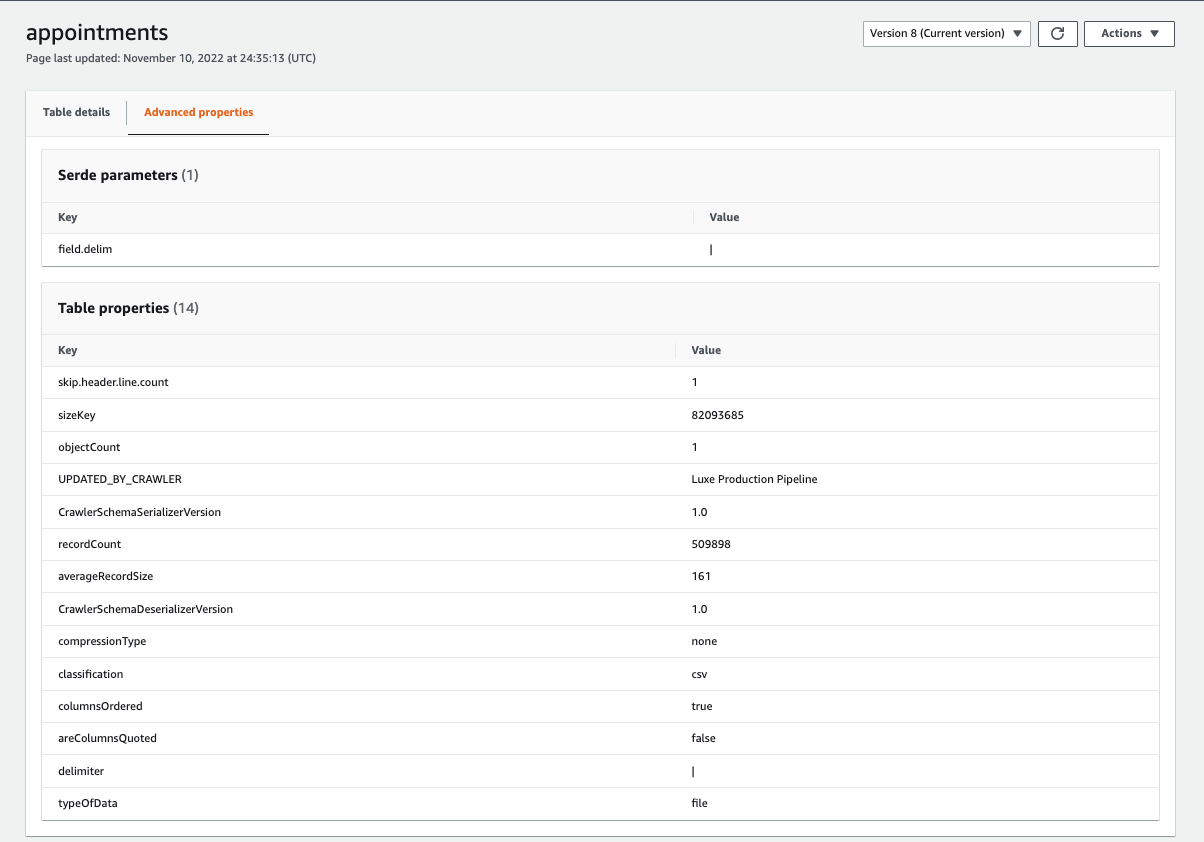 appointments
Version 8 (Current version)
Actions
Page last updated: November 10, 2022 at 24:35:13 (UTC)
Table details
Advanced properties
Serde parameters (1)
Key Value
field.delim |
Table properties (14)
Key Value
skip.header.line.count 1
sizeKey 82093685
objectCount 1
UPDATED_BY_CRAWLER Luxe Production Pipeline
CrawlerSchemaSerializerVersion 1.0
recordCount 509898
averageRecordSize 161
CrawlerSchemaDeserializerVersion 1.0
compressionType none
classification csv
columnsOrdered true
areColumnsQuoted false
delimiter |
typeOfData file